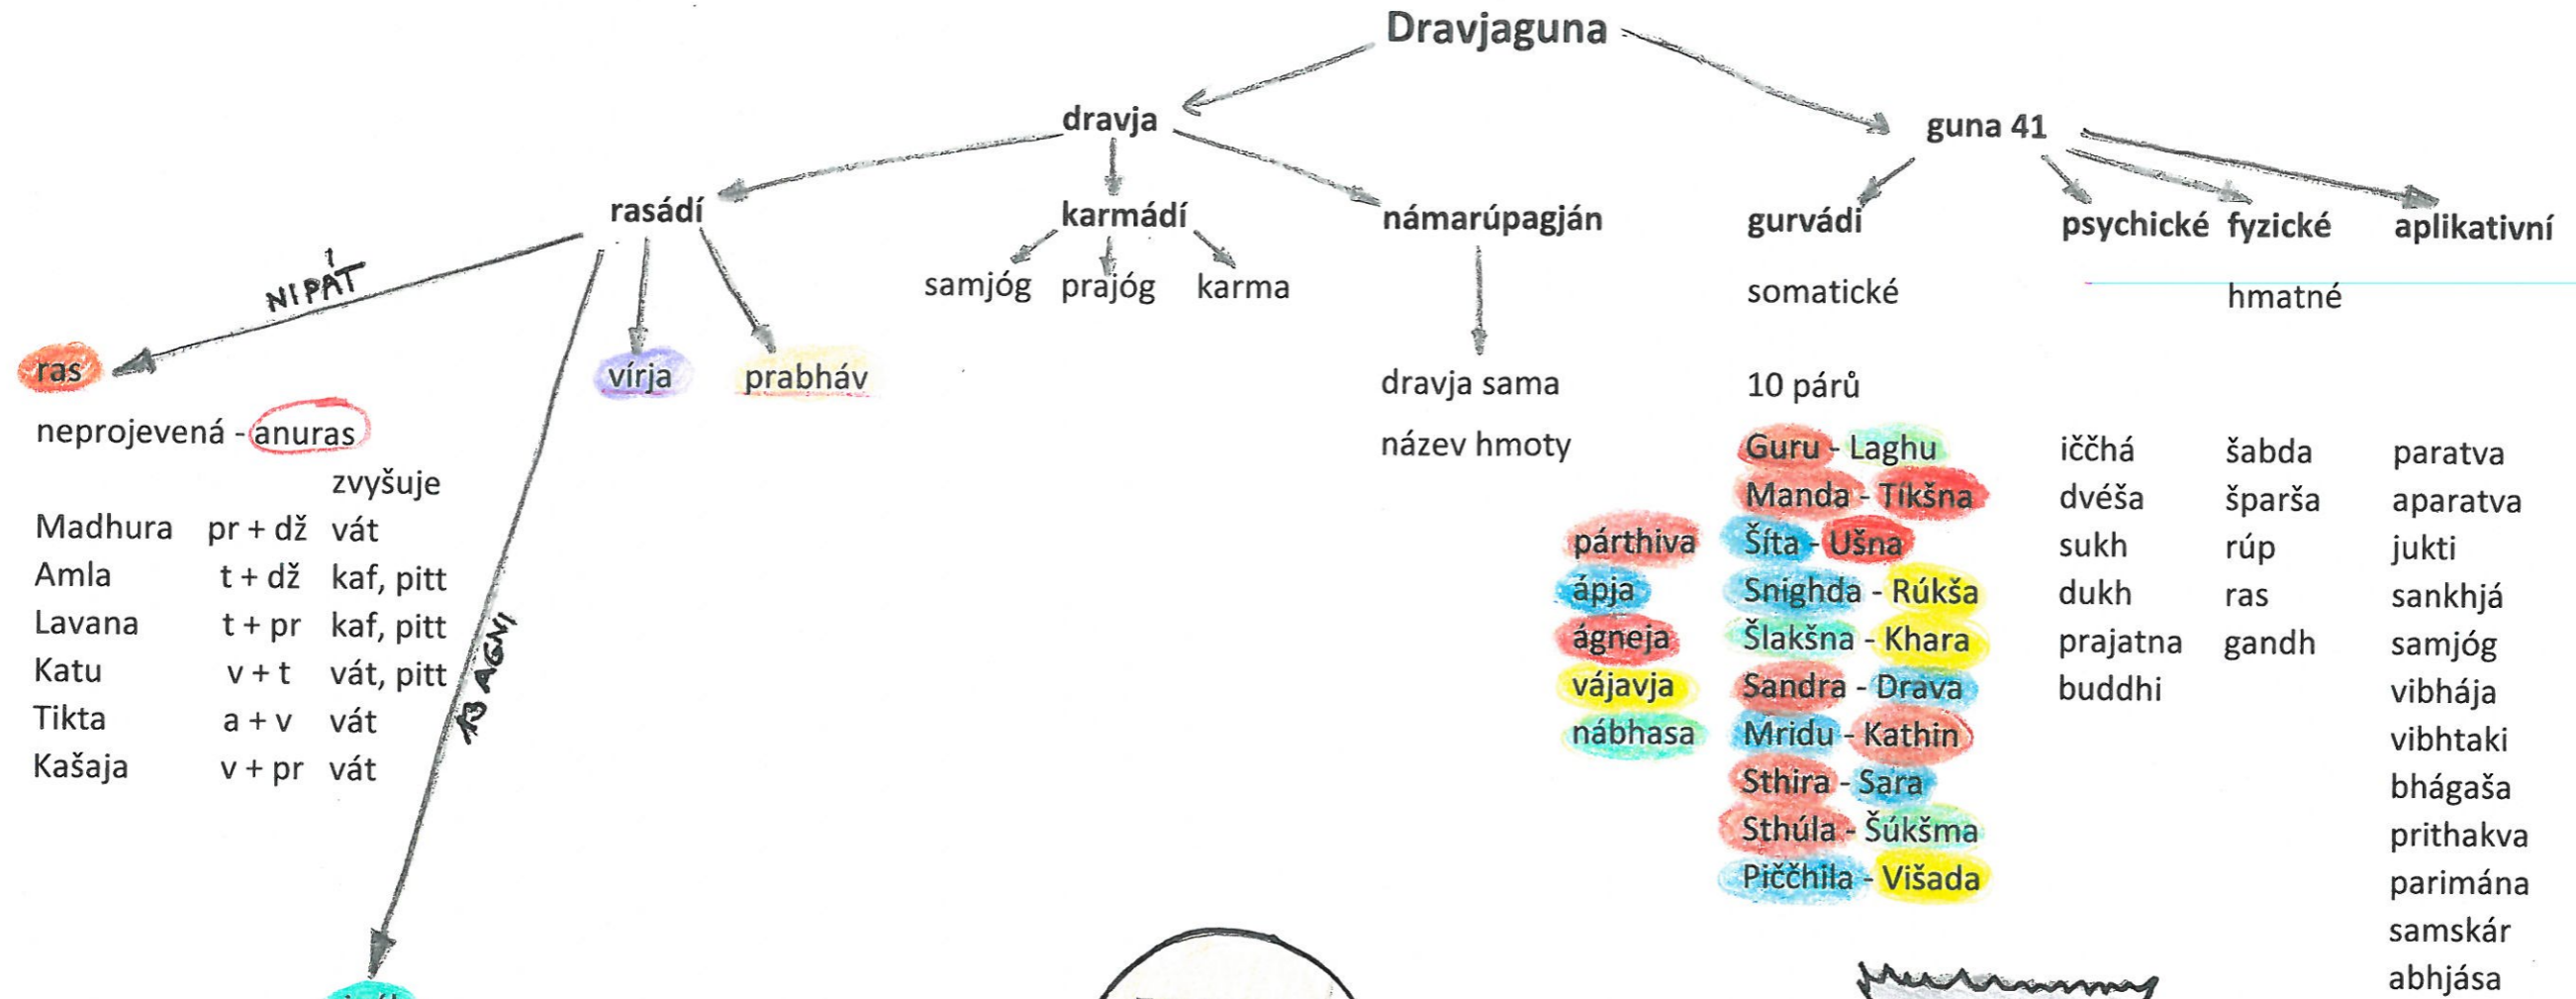 Dravjaguna
dravja
guna 41
rasádí
karmádí
námarúpagján
gurvádi
psychické
fyzické
aplikativní
NIPÁT
samjóg prajóg karma
somatické
hmatné
ras
vírja
prabháv
dravja sama
10 párů
neprojevená - anuras
název hmoty
zvyšuje
Madhura pr + dž vát
Amla t + dž kaf, pitt
Lavana t + pr kaf, pitt
Katu v + t vát, pitt
Tikta a + v vát
Kašaja v + pr vát
13 AGNI
párthiva
ápja
ágneja
vájavja
nábhasa
Guru - Laghu
Manda - Tíkšna
Šíta - Ušna
Snighda - Rúkša
Šlakšna - Khara
Sandra - Drava
Mridu - Kathin
Sthira - Sara
Sthúla - Šúkšma
Piččhila - Višada
iččhá
dvéša
sukh
dukh
prajatna
buddhi
šabda
šparša
rúp
ras
gandh
paratva
aparatva
jukti
sankhjá
samjóg
vibhája
vibhtaki
bhágaša
prithakva
parimána
samskár
abhjása